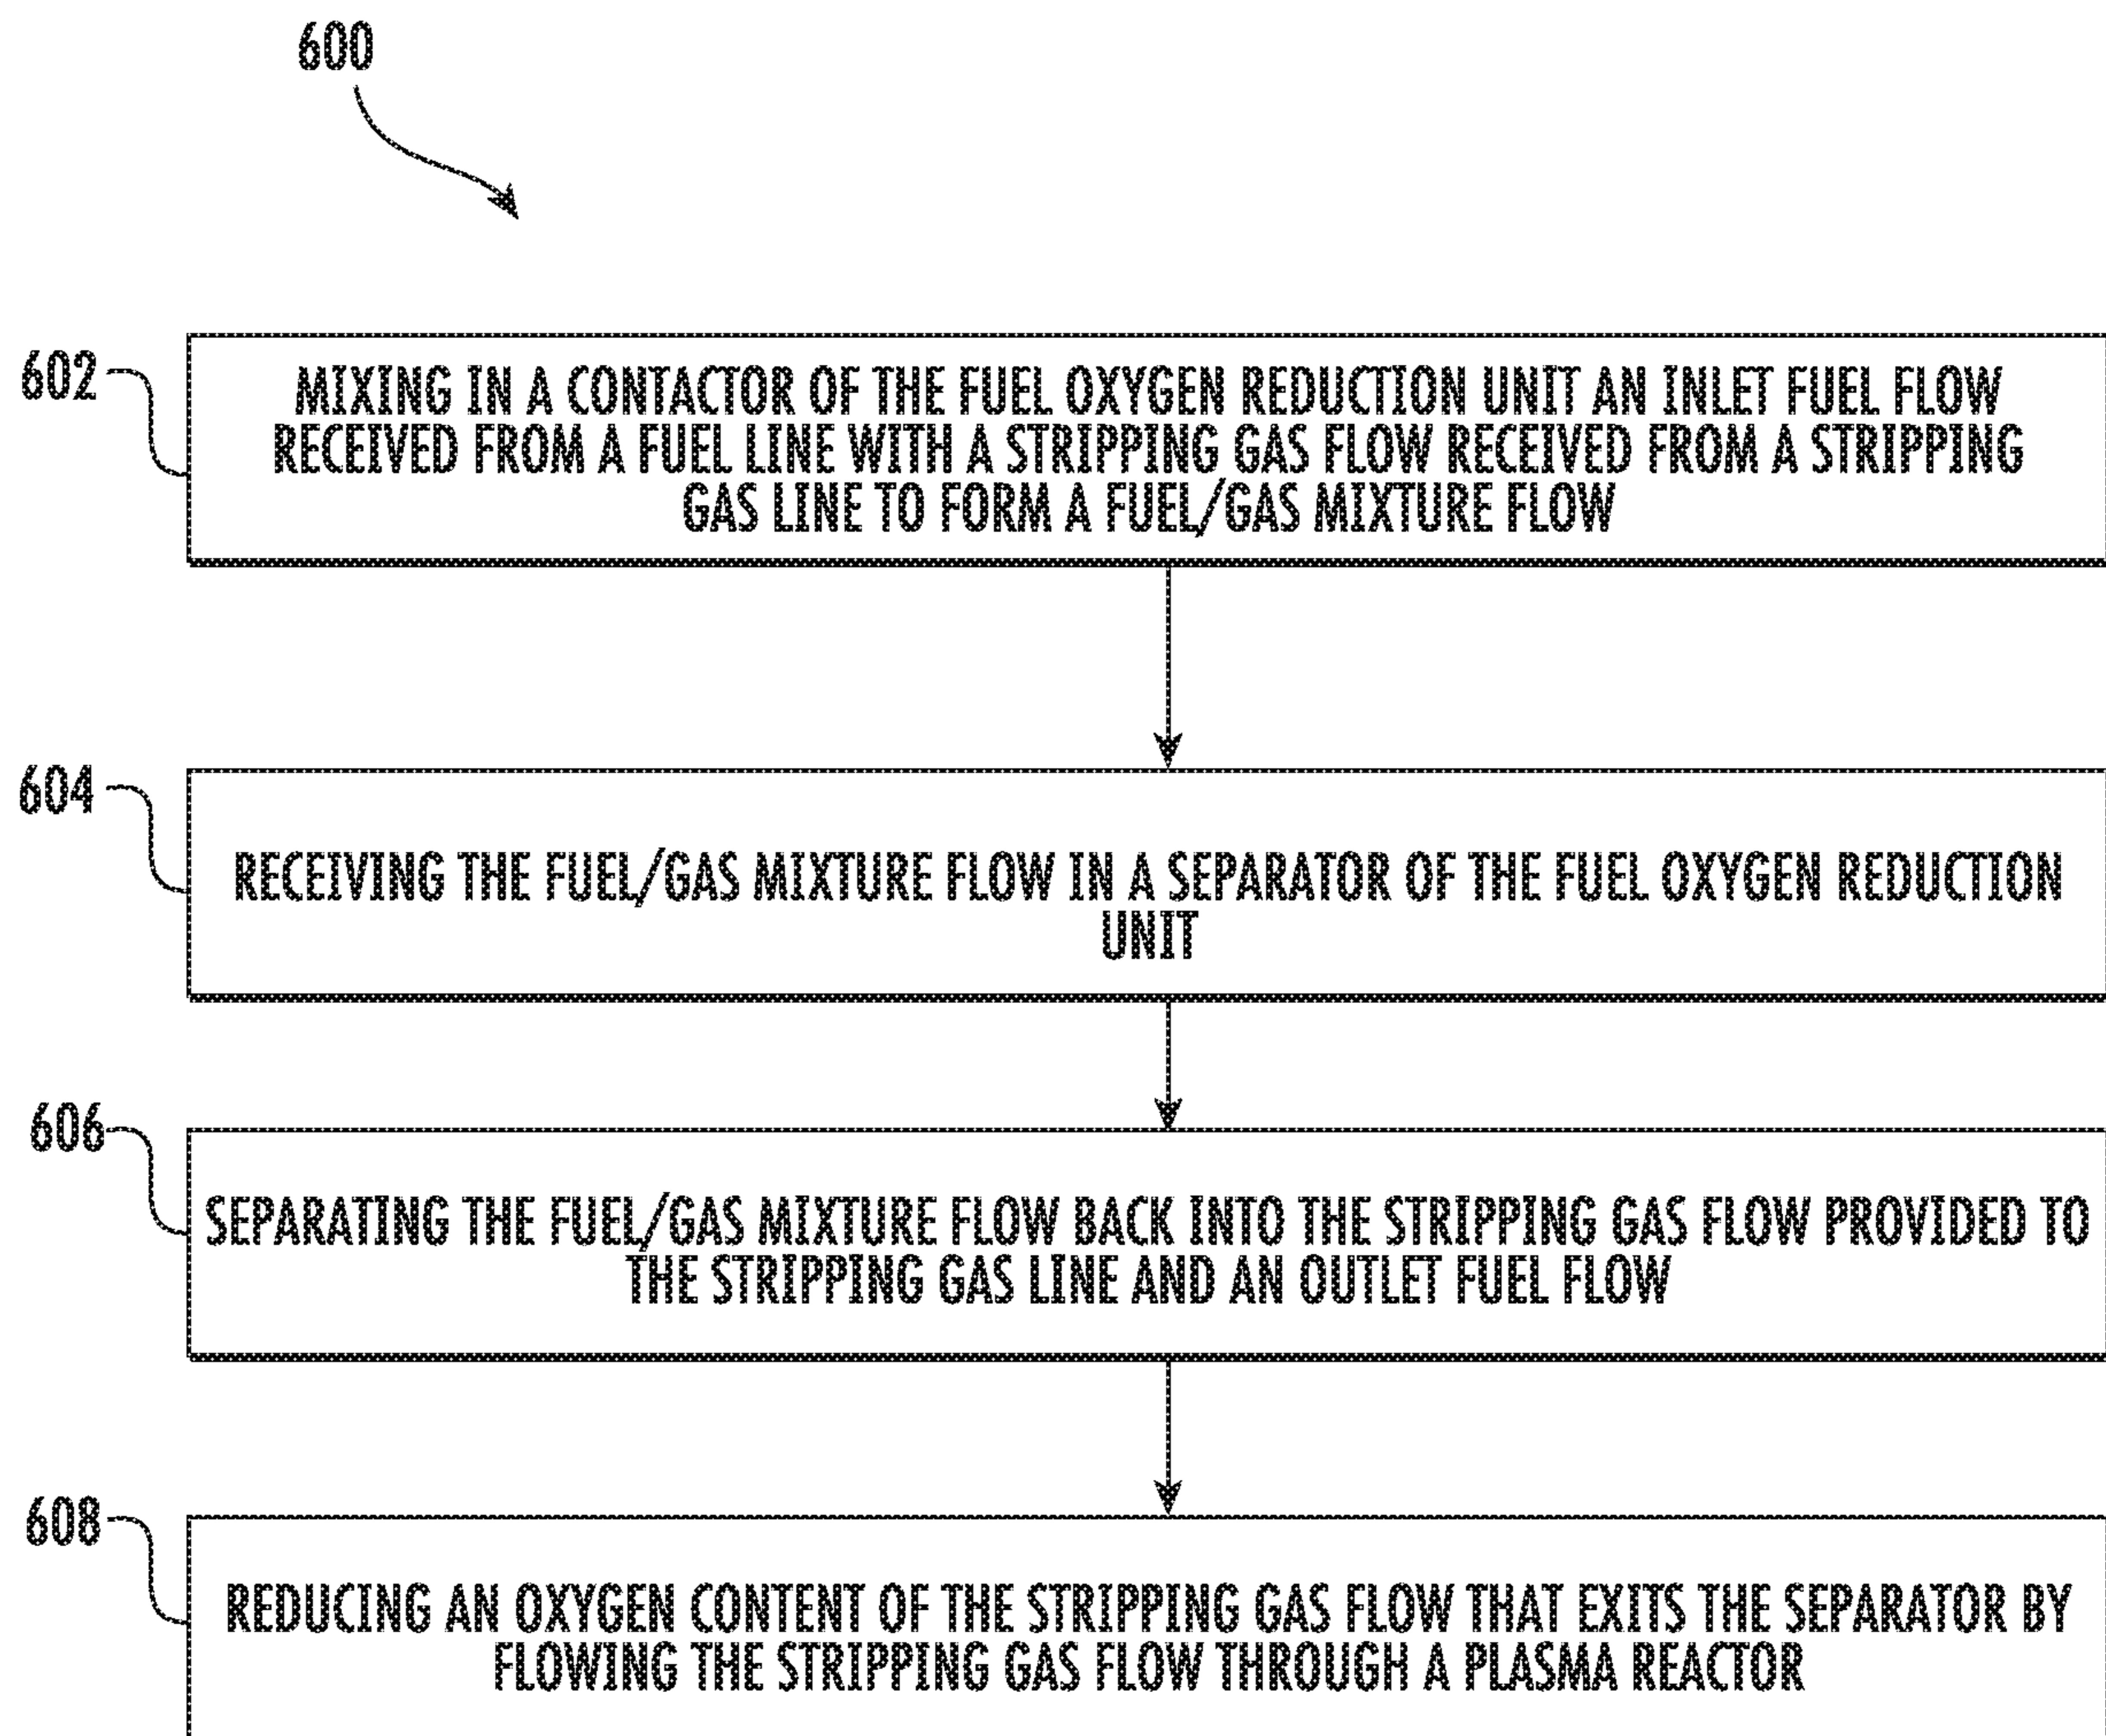 600
602
MIXING IN A CONTACTOR OF THE FUEL OXYGEN REDUCTION UNIT AN INLET FUEL FLOW
RECEIVED FROM A FUEL LINE WITH A STRIPPING GAS FLOW RECEIVED FROM A STRIPPING
GAS LINE TO FORM A FUEL/GAS MIXTURE FLOW
604
RECEIVING THE FUEL/GAS MIXTURE FLOW IN A SEPARATOR OF THE FUEL OXYGEN REDUCTION
UNIT
606
SEPARATING THE FUEL/GAS MIXTURE FLOW BACK INTO THE STRIPPING GAS FLOW PROVIDED TO
THE STRIPPING GAS LINE AND AN OUTLET FUEL FLOW
608
REDUCING AN OXYGEN CONTENT OF THE STRIPPING GAS FLOW THAT EXITS THE SEPARATOR BY
FLOWING THE STRIPPING GAS FLOW THROUGH A PLASMA REACTOR